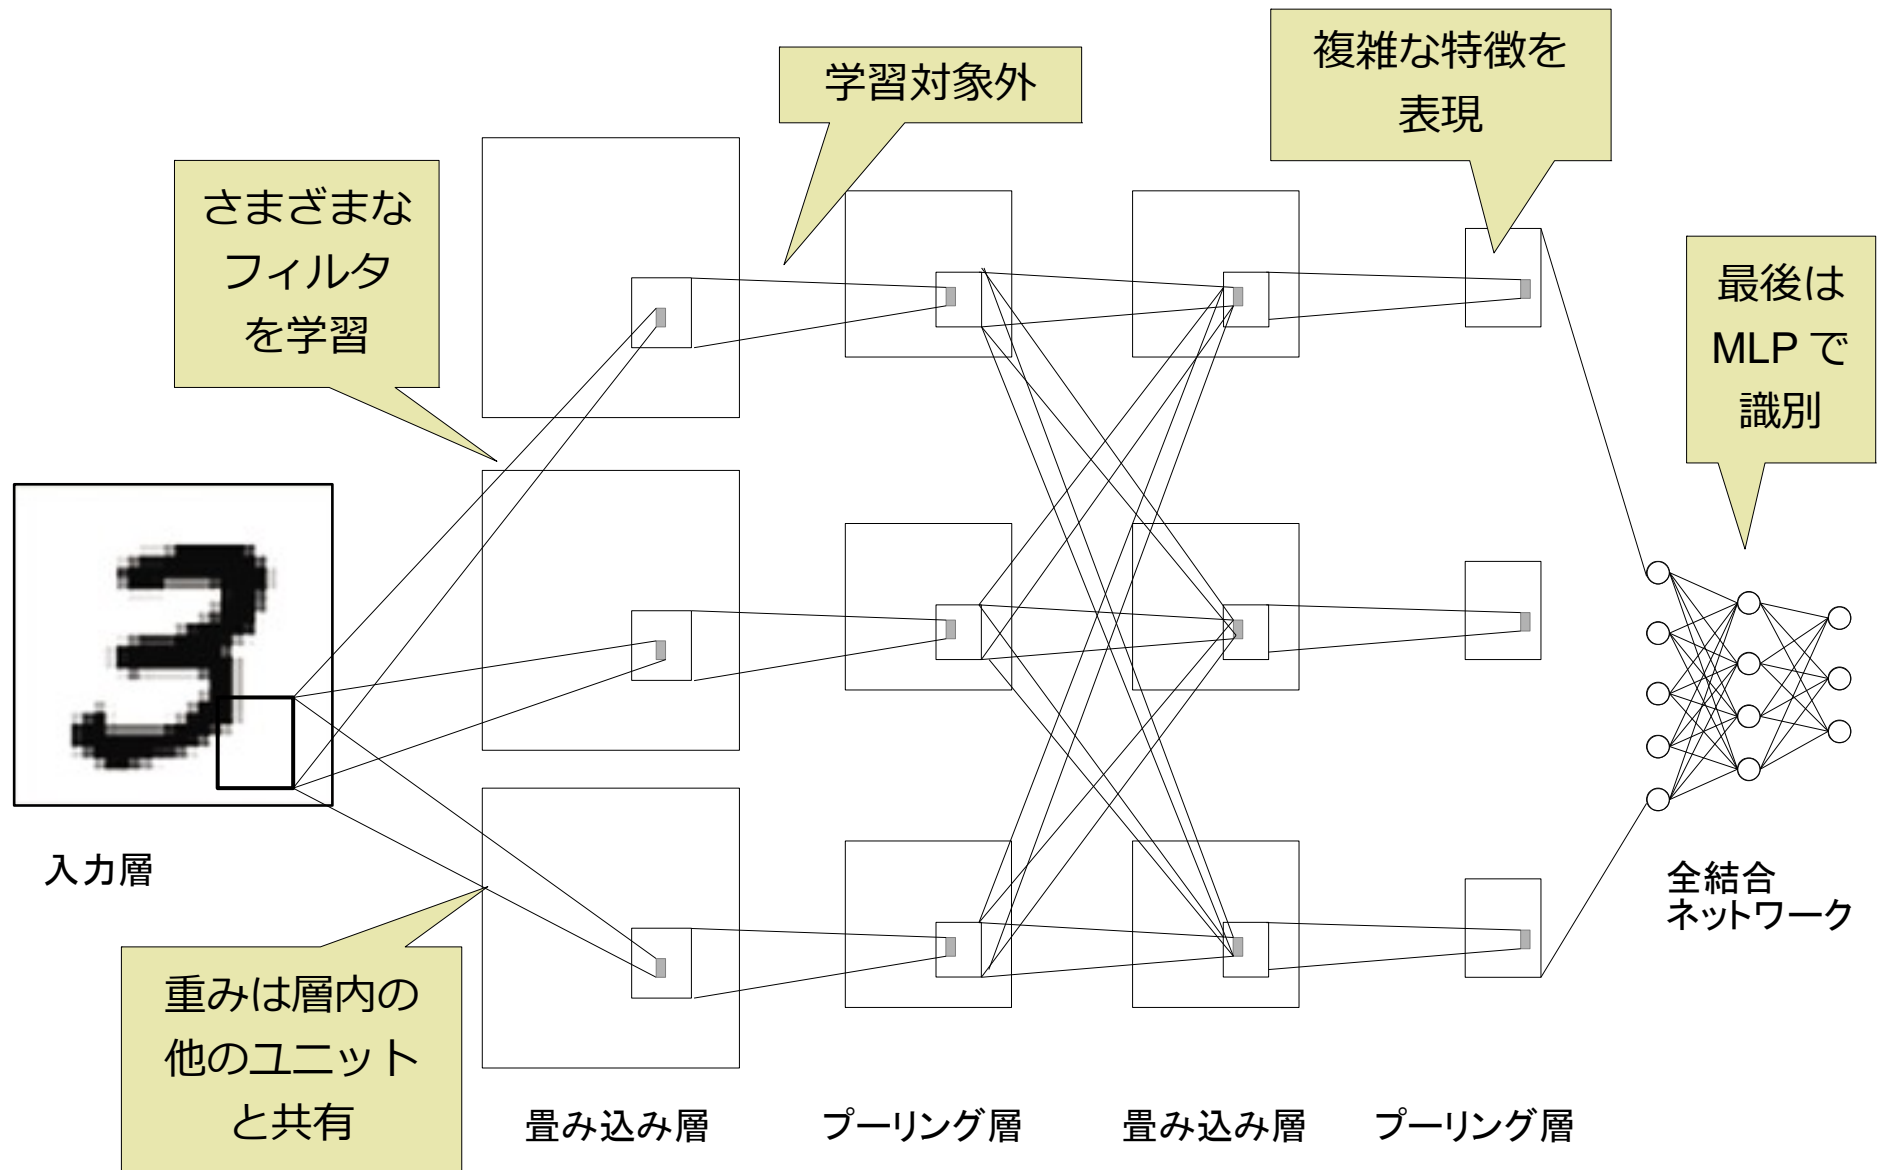 学習対象外
複雑な特徴を
表現
さまざまな
フィルタ
を学習
最後は
MLP で
識別
3
入力層
全結合
ネットワーク
重みは層内の
他のユニット
と共有
畳み込み層
プーリング層
畳み込み層
プーリング層